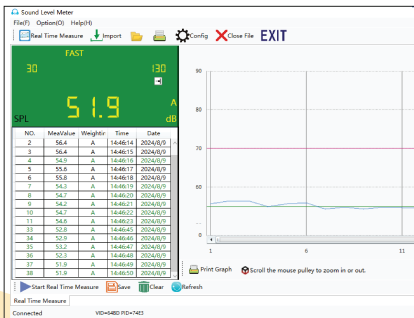 Sound Level Meter
File(F) Option(O) Help(H)
Real Time Measure Import Config Close File EXIT
FAST
30 130
51.9
A
SPL dB
NO. MeaValue Weightir Time Date
2 56.4 A 14:46:14 2024/8/9
3 56.4 A 14:46:15 2024/8/9
4 54.9 A 14:46:16 2024/8/9
5 55.6 A 14:46:17 2024/8/9
6 55.8 A 14:46:18 2024/8/9
7 54.3 A 14:46:19 2024/8/9
8 54.7 A 14:46:20 2024/8/9
9 54.2 A 14:46:21 2024/8/9
10 54.7 A 14:46:22 2024/8/9
11 54.6 A 14:46:23 2024/8/9
33 52.8 A 14:46:45 2024/8/9
34 52.9 A 14:46:46 2024/8/9
35 53.2 A 14:46:47 2024/8/9
36 52.3 A 14:46:48 2024/8/9
37 51.9 A 14:46:49 2024/8/9
38 51.9 A 14:46:50 2024/8/9
90
80
70
60
...
0
1 6 11
Print Graph Scroll the mouse pulley to zoom in or out.
Start Real Time Measure Save Clear Refresh
Real Time Measure
Connected VID=64BD PID=74E3